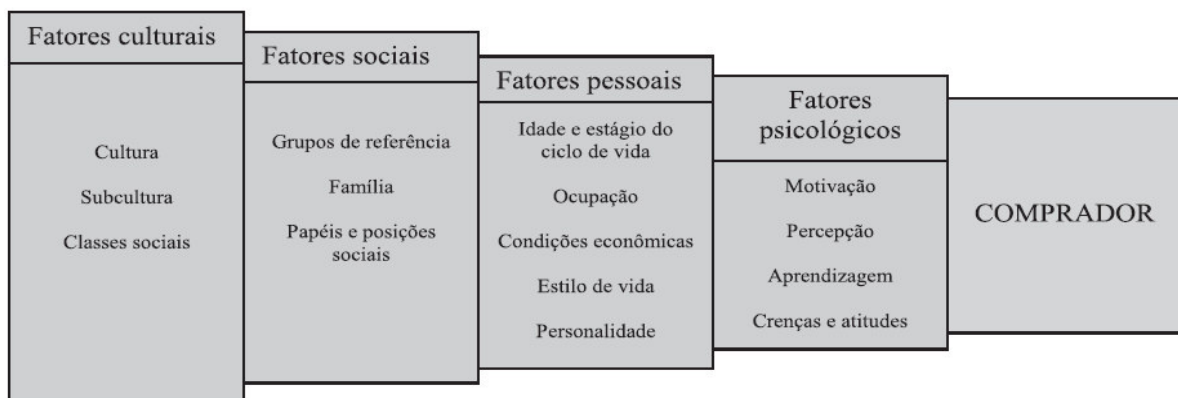 Fatores culturais
Cultura
Subcultura
Classes sociais
Fatores sociais
Grupos de referência
Família
Papéis e posições
sociais
Fatores pessoais
Idade e estágio do
ciclo de vida
Ocupação
Condições econômicas
Estilo de vida
Personalidade
Fatores
psicológicos
Motivação
Percepção
Aprendizagem
Crenças e atitudes
COMPRADOR